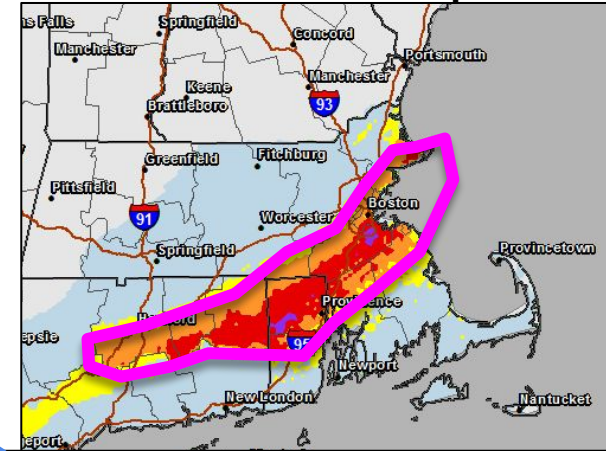 Springfield
Concord
Manchester
Portsmouth
Keene
Manchester
93
Brattleboro
Greenfield
Fitchburg
Pittsfield
91
Worcester
Boston
Springfield
Provincetown
Providence
95
Newport
New London
Nantucket